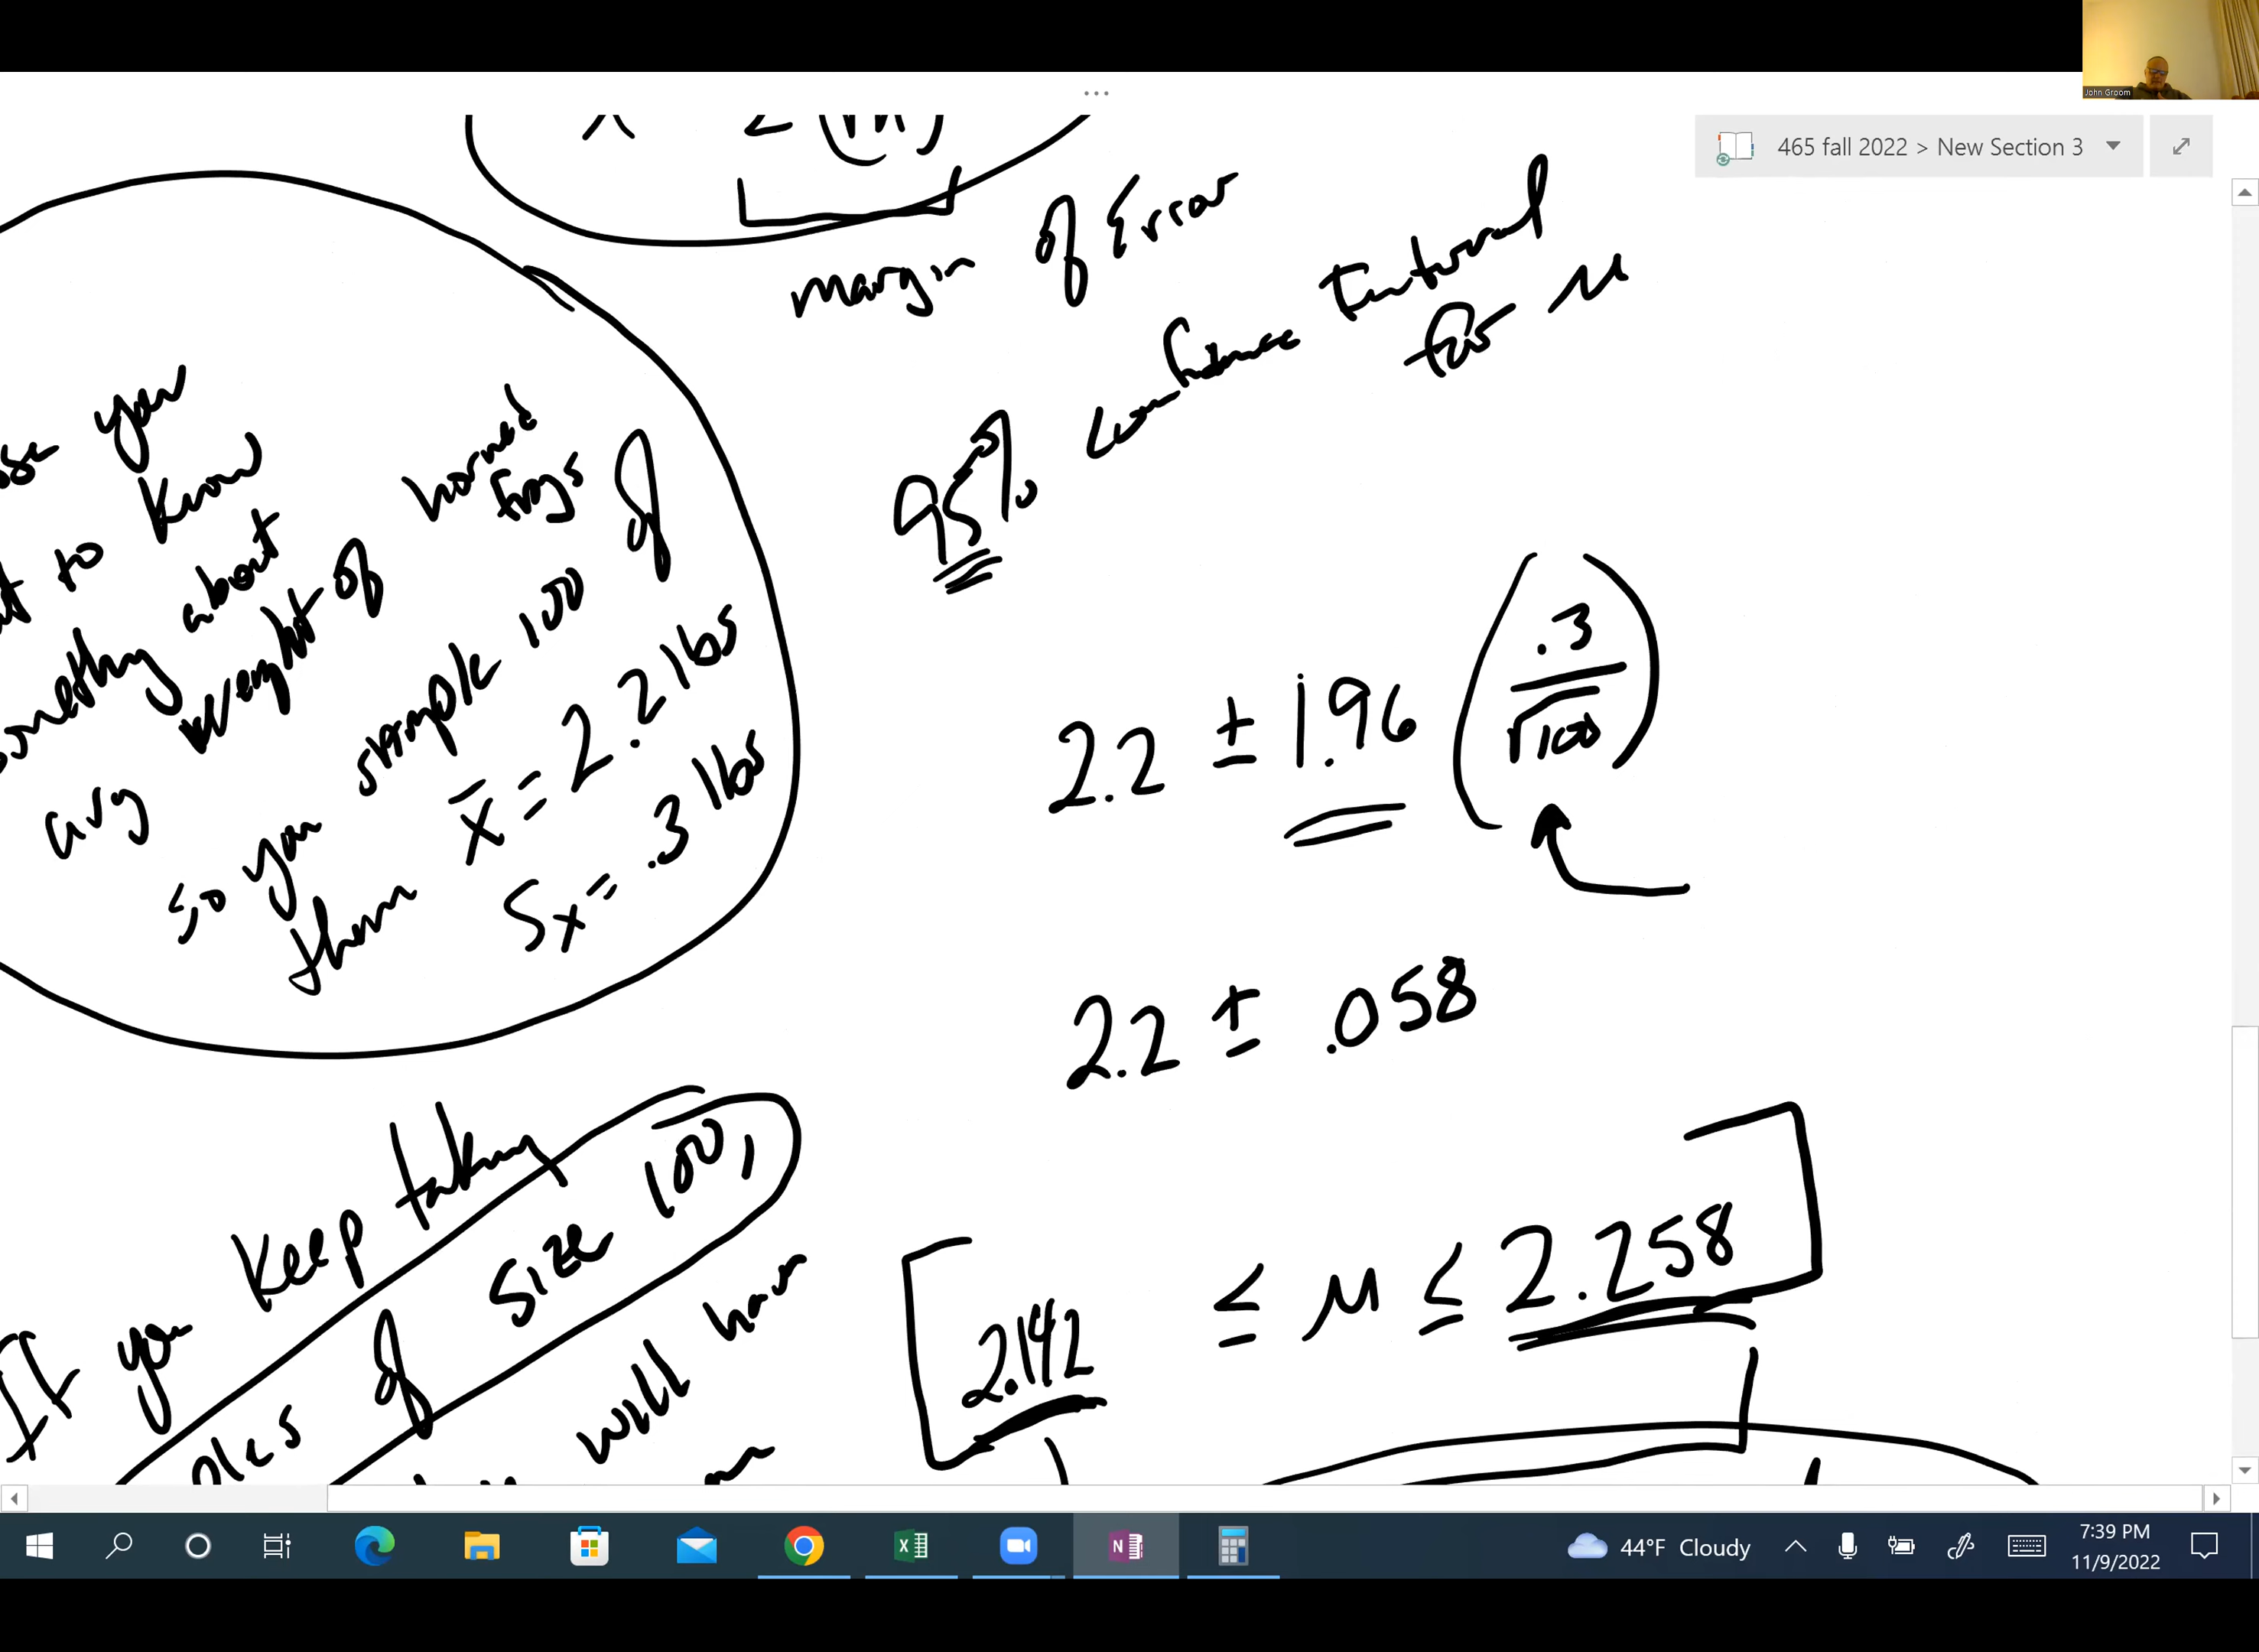 John Groom
465 fall 2022 > New Section 3
margin of Error
95% Confidence Interval
for μ
you
to know
about
avg weight of horned
frogs
so you sample 100 of
them
x̄ = 2.2 lbs
Sx = .3 lbs
2.2 ± 1.96 (.3/√100)
2.2 ± .058
[2.142 ≤ μ ≤ 2.258]
If you keep taking
of size 100,
will have
44°F Cloudy
7:39 PM
11/9/2022